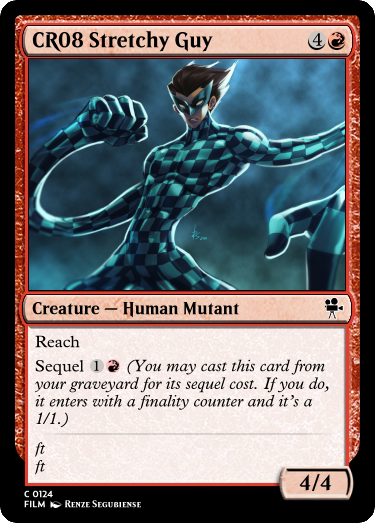 CR08 Stretchy Guy 4
Creature — Human Mutant
Reach
Sequel 1 (You may cast this card from
your graveyard for its sequel cost. If you do,
it enters with a finality counter and it's a
1/1.)
ft
ft
4/4
C 0124
FILM Renze Segubiense